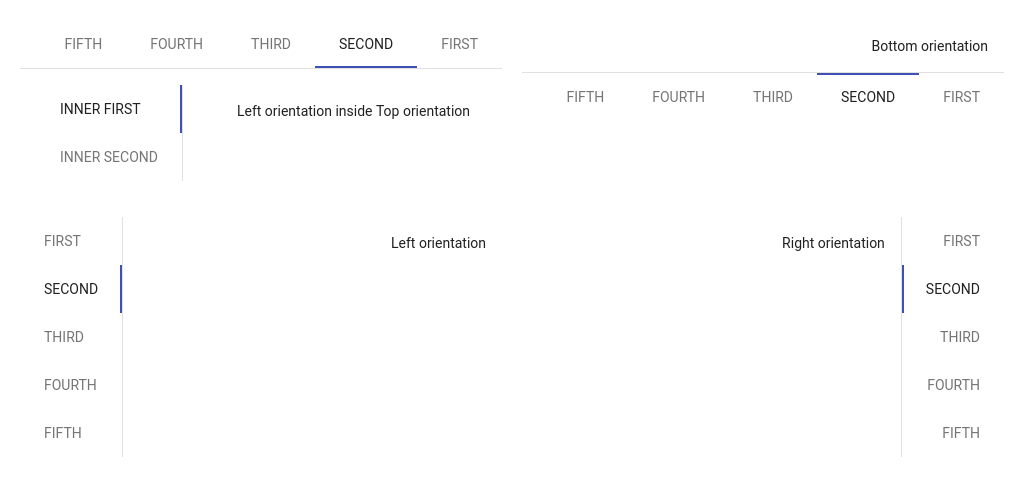 FIFTH FOURTH THIRD SECOND FIRST
INNER FIRST
Left orientation inside Top orientation
INNER SECOND
Bottom orientation
FIFTH FOURTH THIRD SECOND FIRST
FIRST
SECOND
THIRD
FOURTH
FIFTH
Left orientation
Right orientation
FIRST
SECOND
THIRD
FOURTH
FIFTH